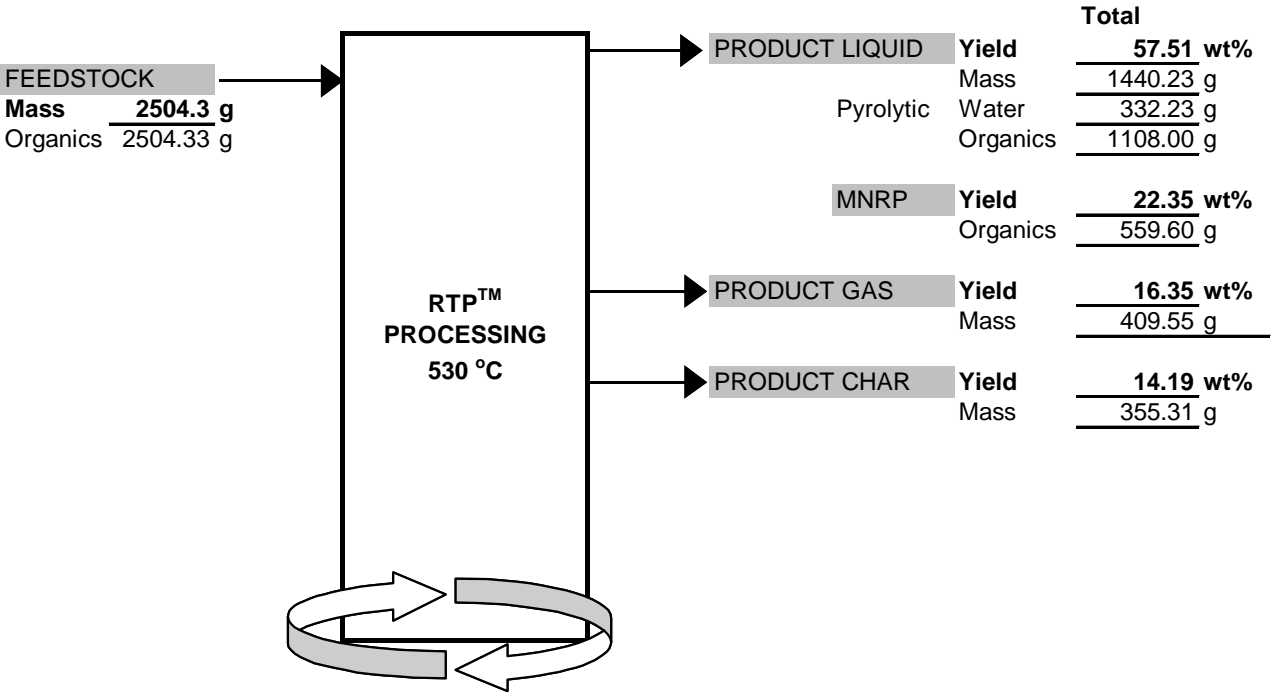 Total
PRODUCT LIQUID Yield 57.51 wt%
Mass 1440.23 g
Pyrolytic Water 332.23 g
Organics 1108.00 g
FEEDSTOCK
Mass 2504.3 g
Organics 2504.33 g
MNRP Yield 22.35 wt%
Organics 559.60 g
PRODUCT GAS Yield 16.35 wt%
Mass 409.55 g
RTP™
PROCESSING
530 °C
PRODUCT CHAR Yield 14.19 wt%
Mass 355.31 g